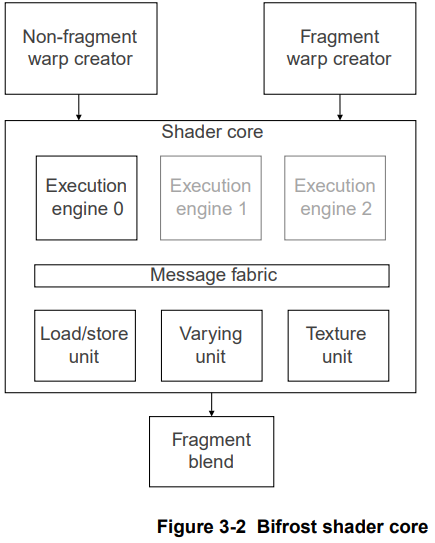 Non-fragment
warp creator
Fragment
warp creator
Shader core
Execution
engine 0
Execution
engine 1
Execution
engine 2
Message fabric
Load/store
unit
Varying
unit
Texture
unit
Fragment
blend
Figure 3-2 Bifrost shader core